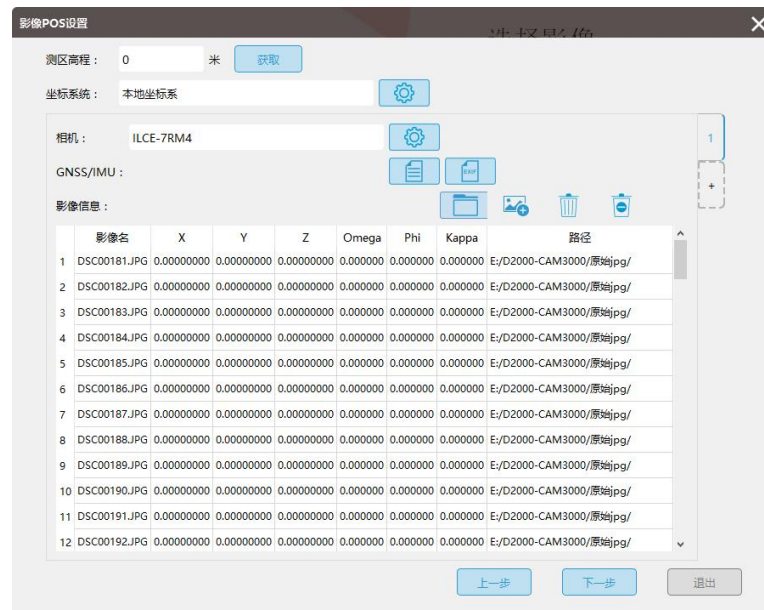 影像POS设置
测区高程： 0 米 获取
坐标系统： 本地坐标系
相机： ILCE-7RM4
1
GNSS/IMU：
EXIF
+
影像信息：
影像名 X Y Z Omega Phi Kappa 路径
1 DSC00181.JPG 0.00000000 0.00000000 0.00000000 0.000000 0.000000 0.000000 E:/D2000-CAM3000/原始jpg/
2 DSC00182.JPG 0.00000000 0.00000000 0.00000000 0.000000 0.000000 0.000000 E:/D2000-CAM3000/原始jpg/
3 DSC00183.JPG 0.00000000 0.00000000 0.00000000 0.000000 0.000000 0.000000 E:/D2000-CAM3000/原始jpg/
4 DSC00184.JPG 0.00000000 0.00000000 0.00000000 0.000000 0.000000 0.000000 E:/D2000-CAM3000/原始jpg/
5 DSC00185.JPG 0.00000000 0.00000000 0.00000000 0.000000 0.000000 0.000000 E:/D2000-CAM3000/原始jpg/
6 DSC00186.JPG 0.00000000 0.00000000 0.00000000 0.000000 0.000000 0.000000 E:/D2000-CAM3000/原始jpg/
7 DSC00187.JPG 0.00000000 0.00000000 0.00000000 0.000000 0.000000 0.000000 E:/D2000-CAM3000/原始jpg/
8 DSC00188.JPG 0.00000000 0.00000000 0.00000000 0.000000 0.000000 0.000000 E:/D2000-CAM3000/原始jpg/
9 DSC00189.JPG 0.00000000 0.00000000 0.00000000 0.000000 0.000000 0.000000 E:/D2000-CAM3000/原始jpg/
10 DSC00190.JPG 0.00000000 0.00000000 0.00000000 0.000000 0.000000 0.000000 E:/D2000-CAM3000/原始jpg/
11 DSC00191.JPG 0.00000000 0.00000000 0.00000000 0.000000 0.000000 0.000000 E:/D2000-CAM3000/原始jpg/
12 DSC00192.JPG 0.00000000 0.00000000 0.00000000 0.000000 0.000000 0.000000 E:/D2000-CAM3000/原始jpg/
上一步 下一步 退出